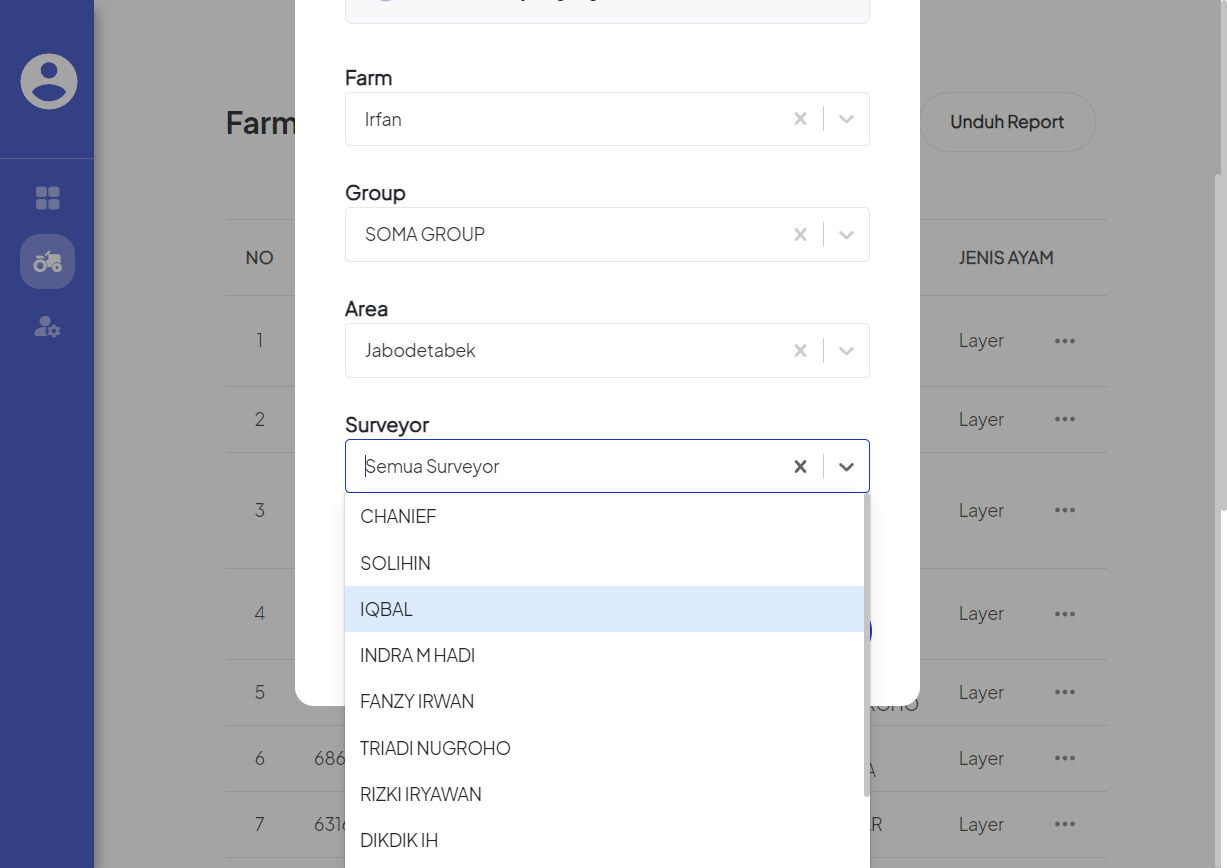 Farm
Unduh Report
NO
JENIS AYAM
1
Layer
2
Layer
3
Layer
4
Layer
5
Layer
6
Layer
7
Layer
Farm
Irfan
Group
SOMA GROUP
Area
Jabodetabek
Surveyor
Semua Surveyor
CHANIEF
SOLIHIN
IQBAL
INDRA M HADI
FANZY IRWAN
TRIADI NUGROHO
RIZKI IRYAWAN
DIKDIK IH